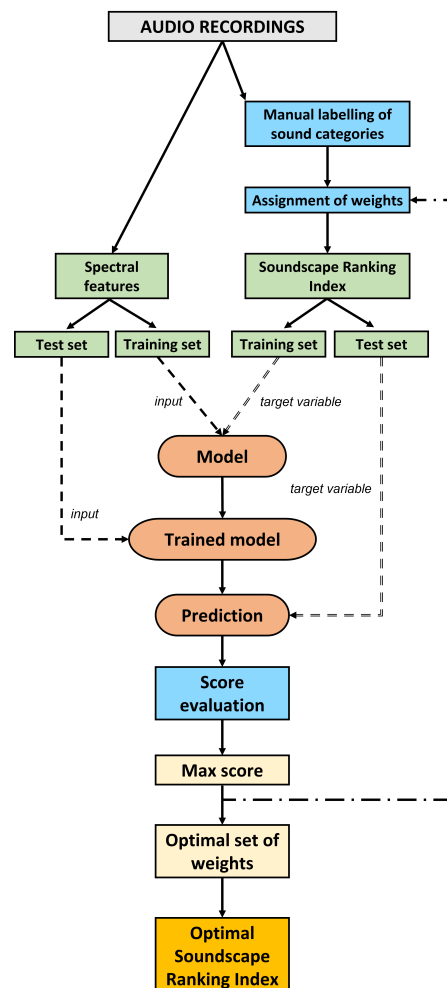 AUDIO RECORDINGS
Manual labelling of
sound categories
Assignment of weights
Spectral
features
Soundscape Ranking
Index
Test set
Training set
Training set
Test set
input
target variable
Model
target variable
input
Trained model
Prediction
Score
evaluation
Max score
Optimal set of
weights
Optimal
Soundscape
Ranking Index